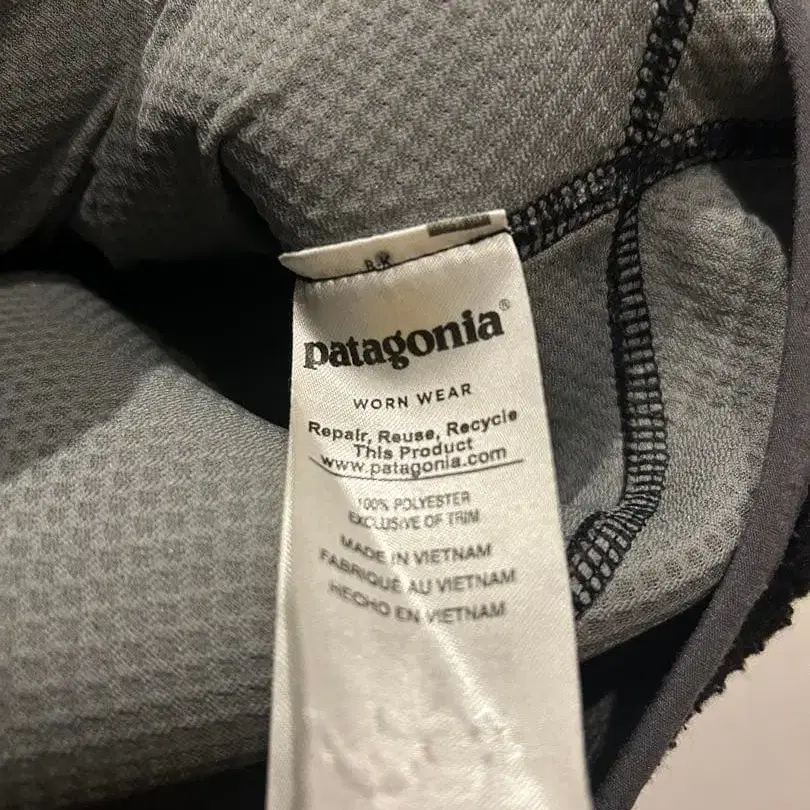 patagonia®
WORN WEAR
Repair, Reuse, Recycle
This Product
www.patagonia.com
100% POLYESTER
EXCLUSIVE OF TRIM
MADE IN VIETNAM
FABRIQUÉ AU VIETNAM
HECHO EN VIETNAM